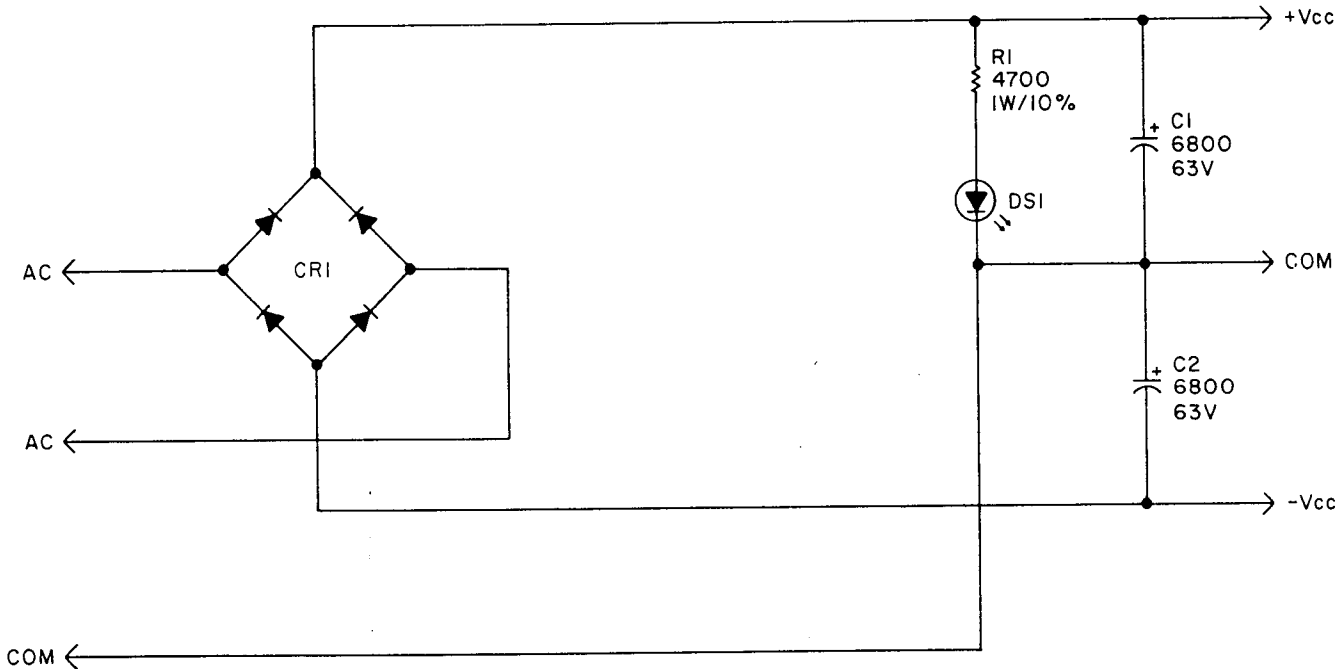 +Vcc
R1
4700
1W/10%
C1
+
6800
63V
DS1
AC
CR1
COM
C2
+
6800
63V
AC
-Vcc
COM